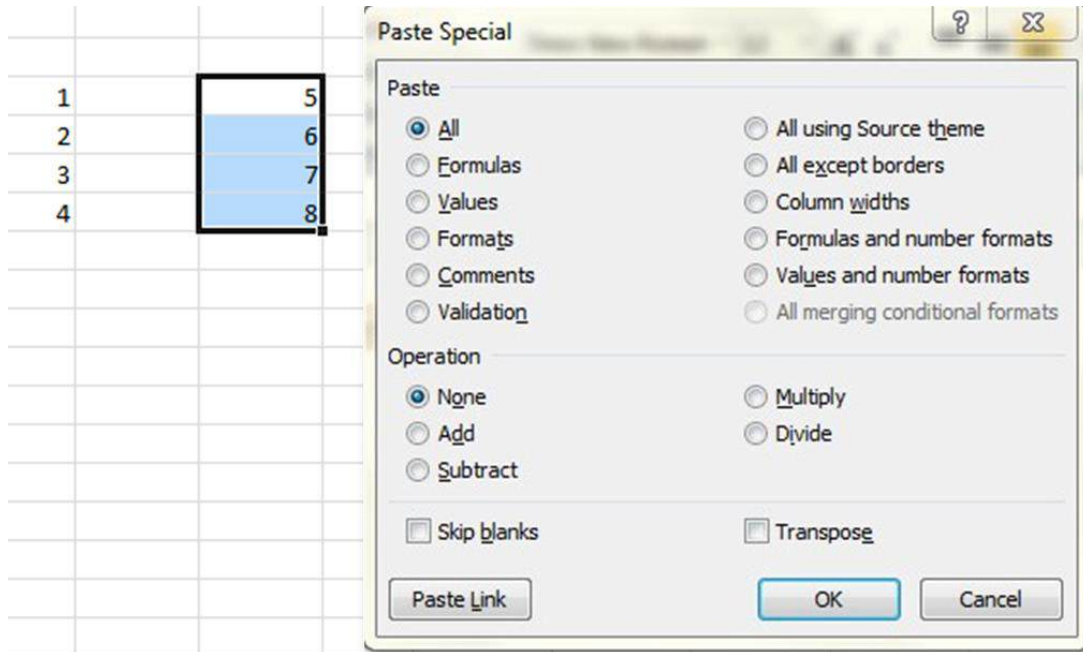 Paste Special
1 5
2 6
3 7
4 8
Paste
All
Formulas
Values
Formats
Comments
Validation
All using Source theme
All except borders
Column widths
Formulas and number formats
Values and number formats
All merging conditional formats
Operation
None
Add
Subtract
Multiply
Divide
Skip blanks
Transpose
Paste Link
OK
Cancel